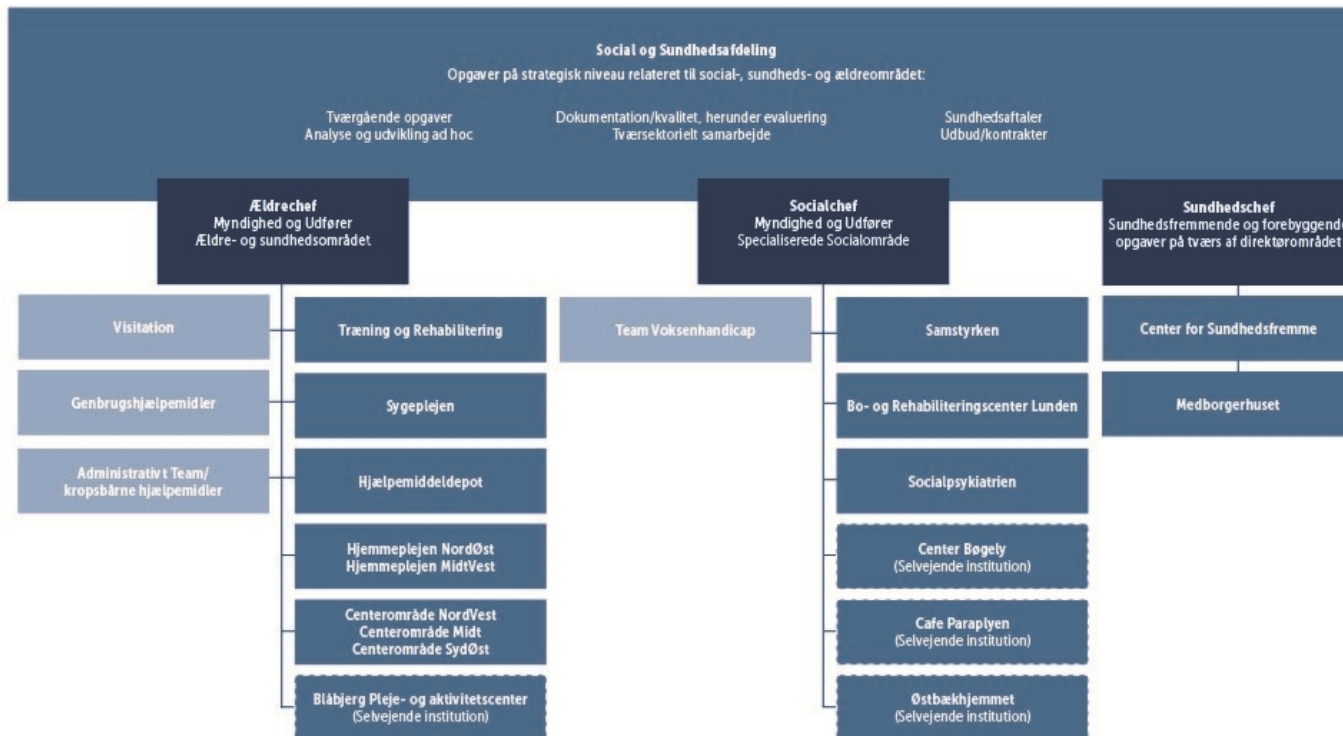 Social og Sundhedsafdeling
Opgaver på strategisk niveau relateret til social-, sundheds- og ældreområdet:
Tværgående opgaver
Analyse og udvikling ad hoc
Dokumentation/kvalitet, herunder evaluering
Tværsektorielt samarbejde
Sundhedsaftaler
Udbud/kontrakter
Ældrechef
Myndighed og Udfører
Ældre- og sundhedsområdet
Visitation
Genbrugshjælpemidler
Administrativt Team/
kropsbårne hjælpemidler
Træning og Rehabilitering
Sygeplejen
Hjælpemiddeldepot
Hjemmeplejen NordØst
Hjemmeplejen MidtVest
Centerområde NordVest
Centerområde Midt
Centerområde SydØst
Blåbjerg Pleje- og aktivitetscenter
(Selvejende institution)
Socialchef
Myndighed og Udfører
Specialiserede Socialområde
Team Voksenhandicap
Samstyrken
Bo- og Rehabiliteringscenter Lunden
Socialpsykiatrien
Center Bøgely
(Selvejende institution)
Cafe Paraplyen
(Selvejende institution)
Østbækhjemmet
(Selvejende institution)
Sundhedschef
Sundhedsfremmende og forebyggende
opgaver på tværs af direktørområdet
Center for Sundhedsfremme
Medborgerhuset